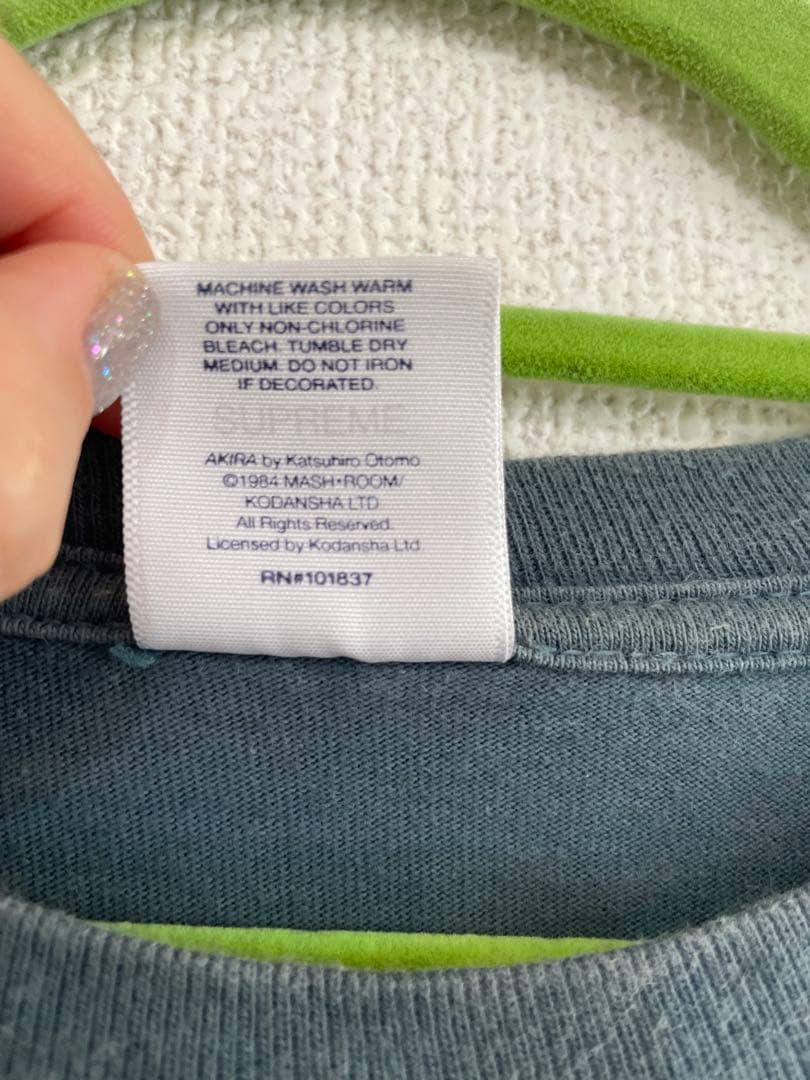 MACHINE WASH WARM
WITH LIKE COLORS
ONLY NON-CHLORINE
BLEACH. TUMBLE DRY
MEDIUM. DO NOT IRON
IF DECORATED.
SUPREME
AKIRA by Katsuhiro Otomo
©1984 MASH•ROOM/
KODANSHA LTD
All Rights Reserved.
Licensed by Kodansha Ltd
RN#101837